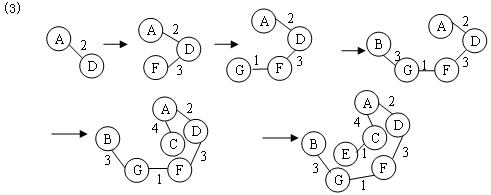 (3)
A 2 D
A 2 D F 3
A 2 D G 1 F 3
A 2 D B 3 G 1 F 3
A 2 D 4 C B 3 G 1 F 3
A 2 D 4 C E 1 B 3 G 1 F 3